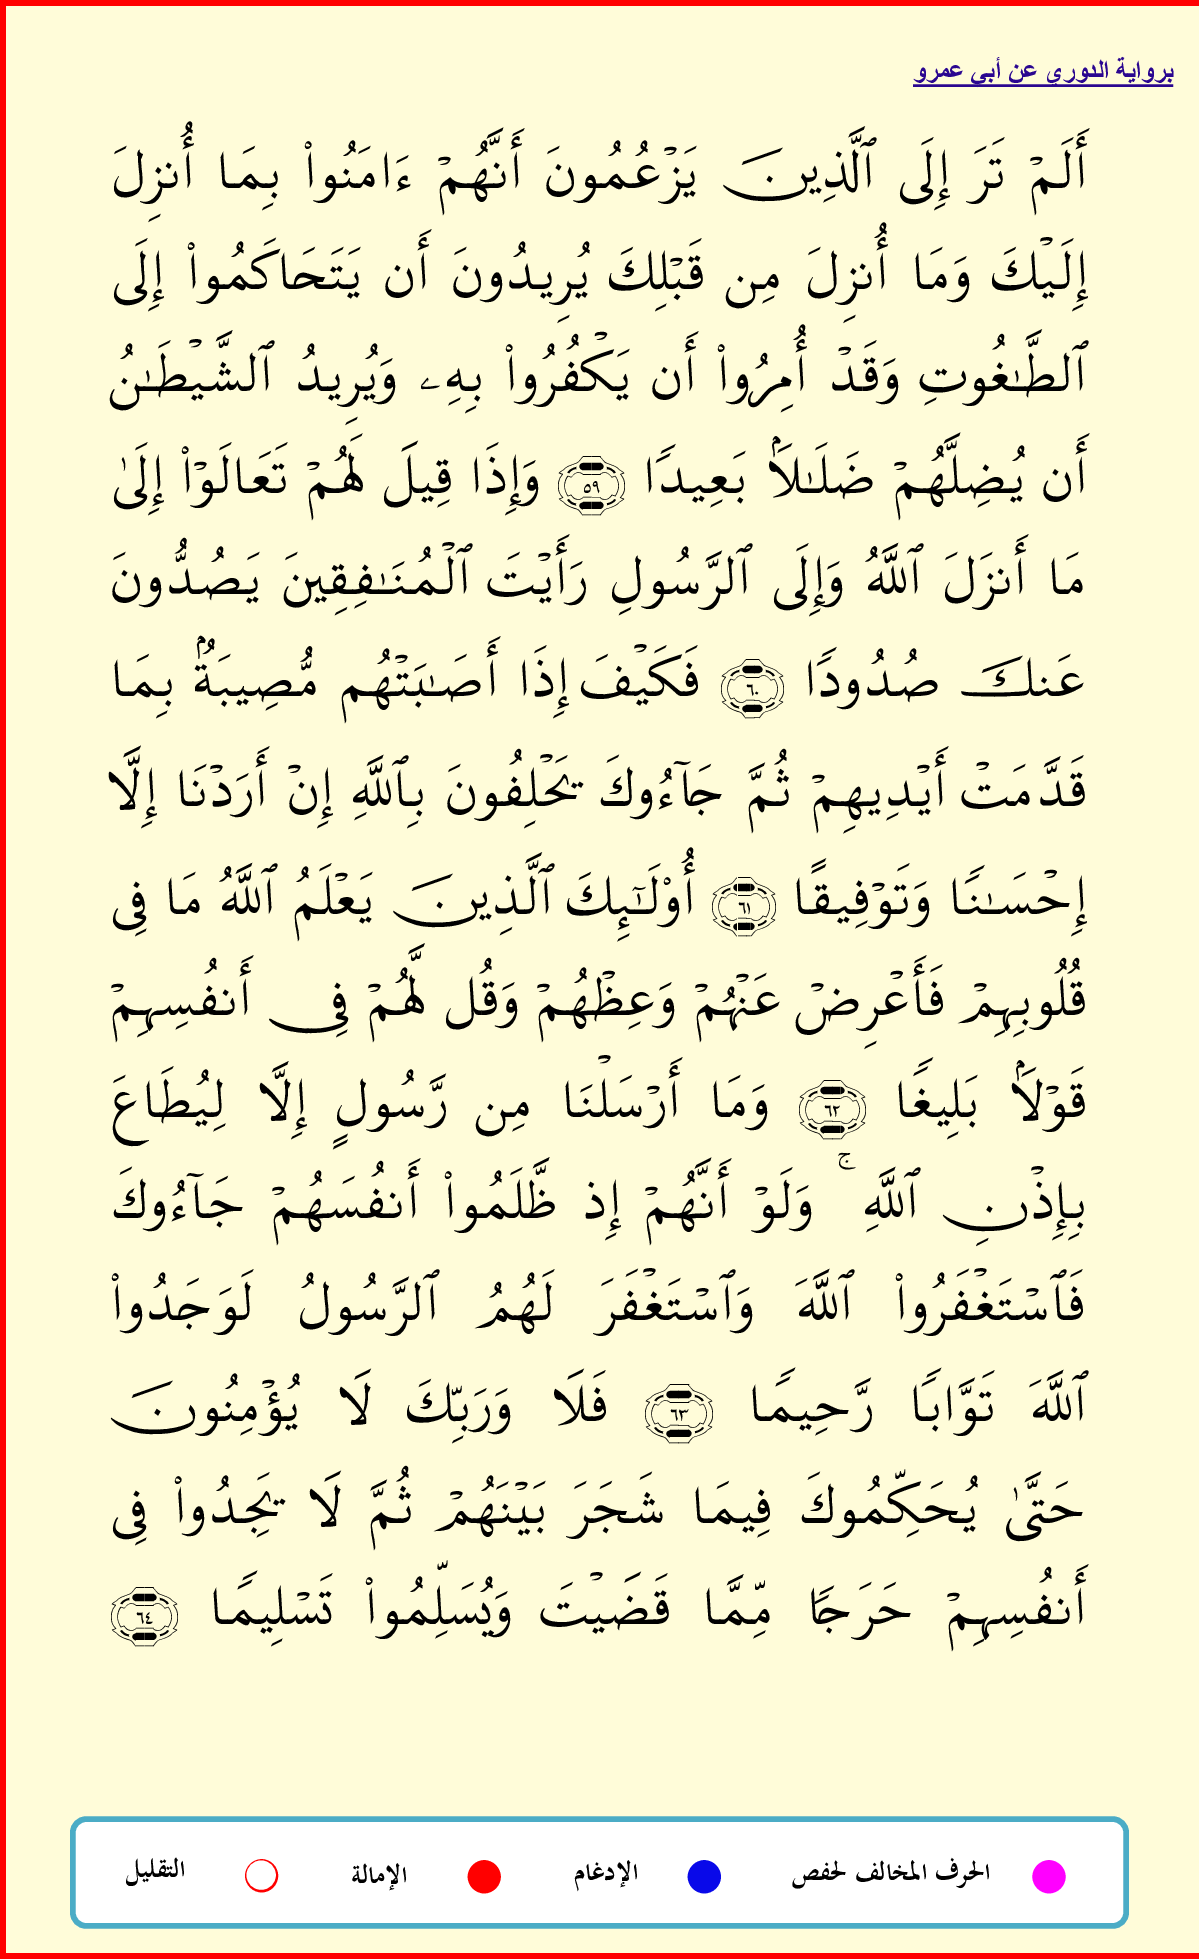 برواية الدوري عن أبي عمرو
أَلَمْ تَرَ إِلَى ٱلَّذِينَ يَزْعُمُونَ أَنَّهُمْ ءَامَنُواْ بِمَا أُنزِلَ
إِلَيْكَ وَمَا أُنزِلَ مِن قَبْلِكَ يُرِيدُونَ أَن يَتَحَاكَمُواْ إِلَى
ٱلطَّٰغُوتِ وَقَدْ أُمِرُواْ أَن يَكْفُرُواْ بِهِۦ وَيُرِيدُ ٱلشَّيْطَٰنُ
أَن يُضِلَّهُمْ ضَلَٰلَاۢ بَعِيدًا ٥٩ وَإِذَا قِيلَ لَهُمْ تَعَالَوْاْ إِلَىٰ
مَا أَنزَلَ ٱللَّهُ وَإِلَى ٱلرَّسُولِ رَأَيْتَ ٱلْمُنَٰفِقِينَ يَصُدُّونَ
عَنكَ صُدُودًا ٦٠ فَكَيْفَ إِذَا أَصَٰبَتْهُم مُّصِيبَةُۢ بِمَا
قَدَّمَتْ أَيْدِيهِمْ ثُمَّ جَآءُوكَ يَحْلِفُونَ بِٱللَّهِ إِنْ أَرَدْنَا إِلَّا
إِحْسَٰنًا وَتَوْفِيقًا ٦١ أُوْلَٰٓئِكَ ٱلَّذِينَ يَعْلَمُ ٱللَّهُ مَا فِي
قُلُوبِهِمْ فَأَعْرِضْ عَنْهُمْ وَعِظْهُمْ وَقُل لَّهُمْ فِي أَنفُسِهِمْ
قَوْلَاۢ بَلِيغًا ٦٢ وَمَا أَرْسَلْنَا مِن رَّسُولٍ إِلَّا لِيُطَاعَ
بِإِذْنِ ٱللَّهِ ۚ وَلَوْ أَنَّهُمْ إِذ ظَّلَمُواْ أَنفُسَهُمْ جَآءُوكَ
فَٱسْتَغْفَرُواْ ٱللَّهَ وَٱسْتَغْفَرَ لَهُمُ ٱلرَّسُولُ لَوَجَدُواْ
ٱللَّهَ تَوَّابًا رَّحِيمًا ٦٣ فَلَا وَرَبِّكَ لَا يُؤْمِنُونَ
حَتَّىٰ يُحَكِّمُوكَ فِيمَا شَجَرَ بَيْنَهُمْ ثُمَّ لَا يَجِدُواْ فِي
أَنفُسِهِمْ حَرَجًا مِّمَّا قَضَيْتَ وَيُسَلِّمُواْ تَسْلِيمًا ٦٤
الحرف المخالف لحفص الإدغام الإمالة التقليل